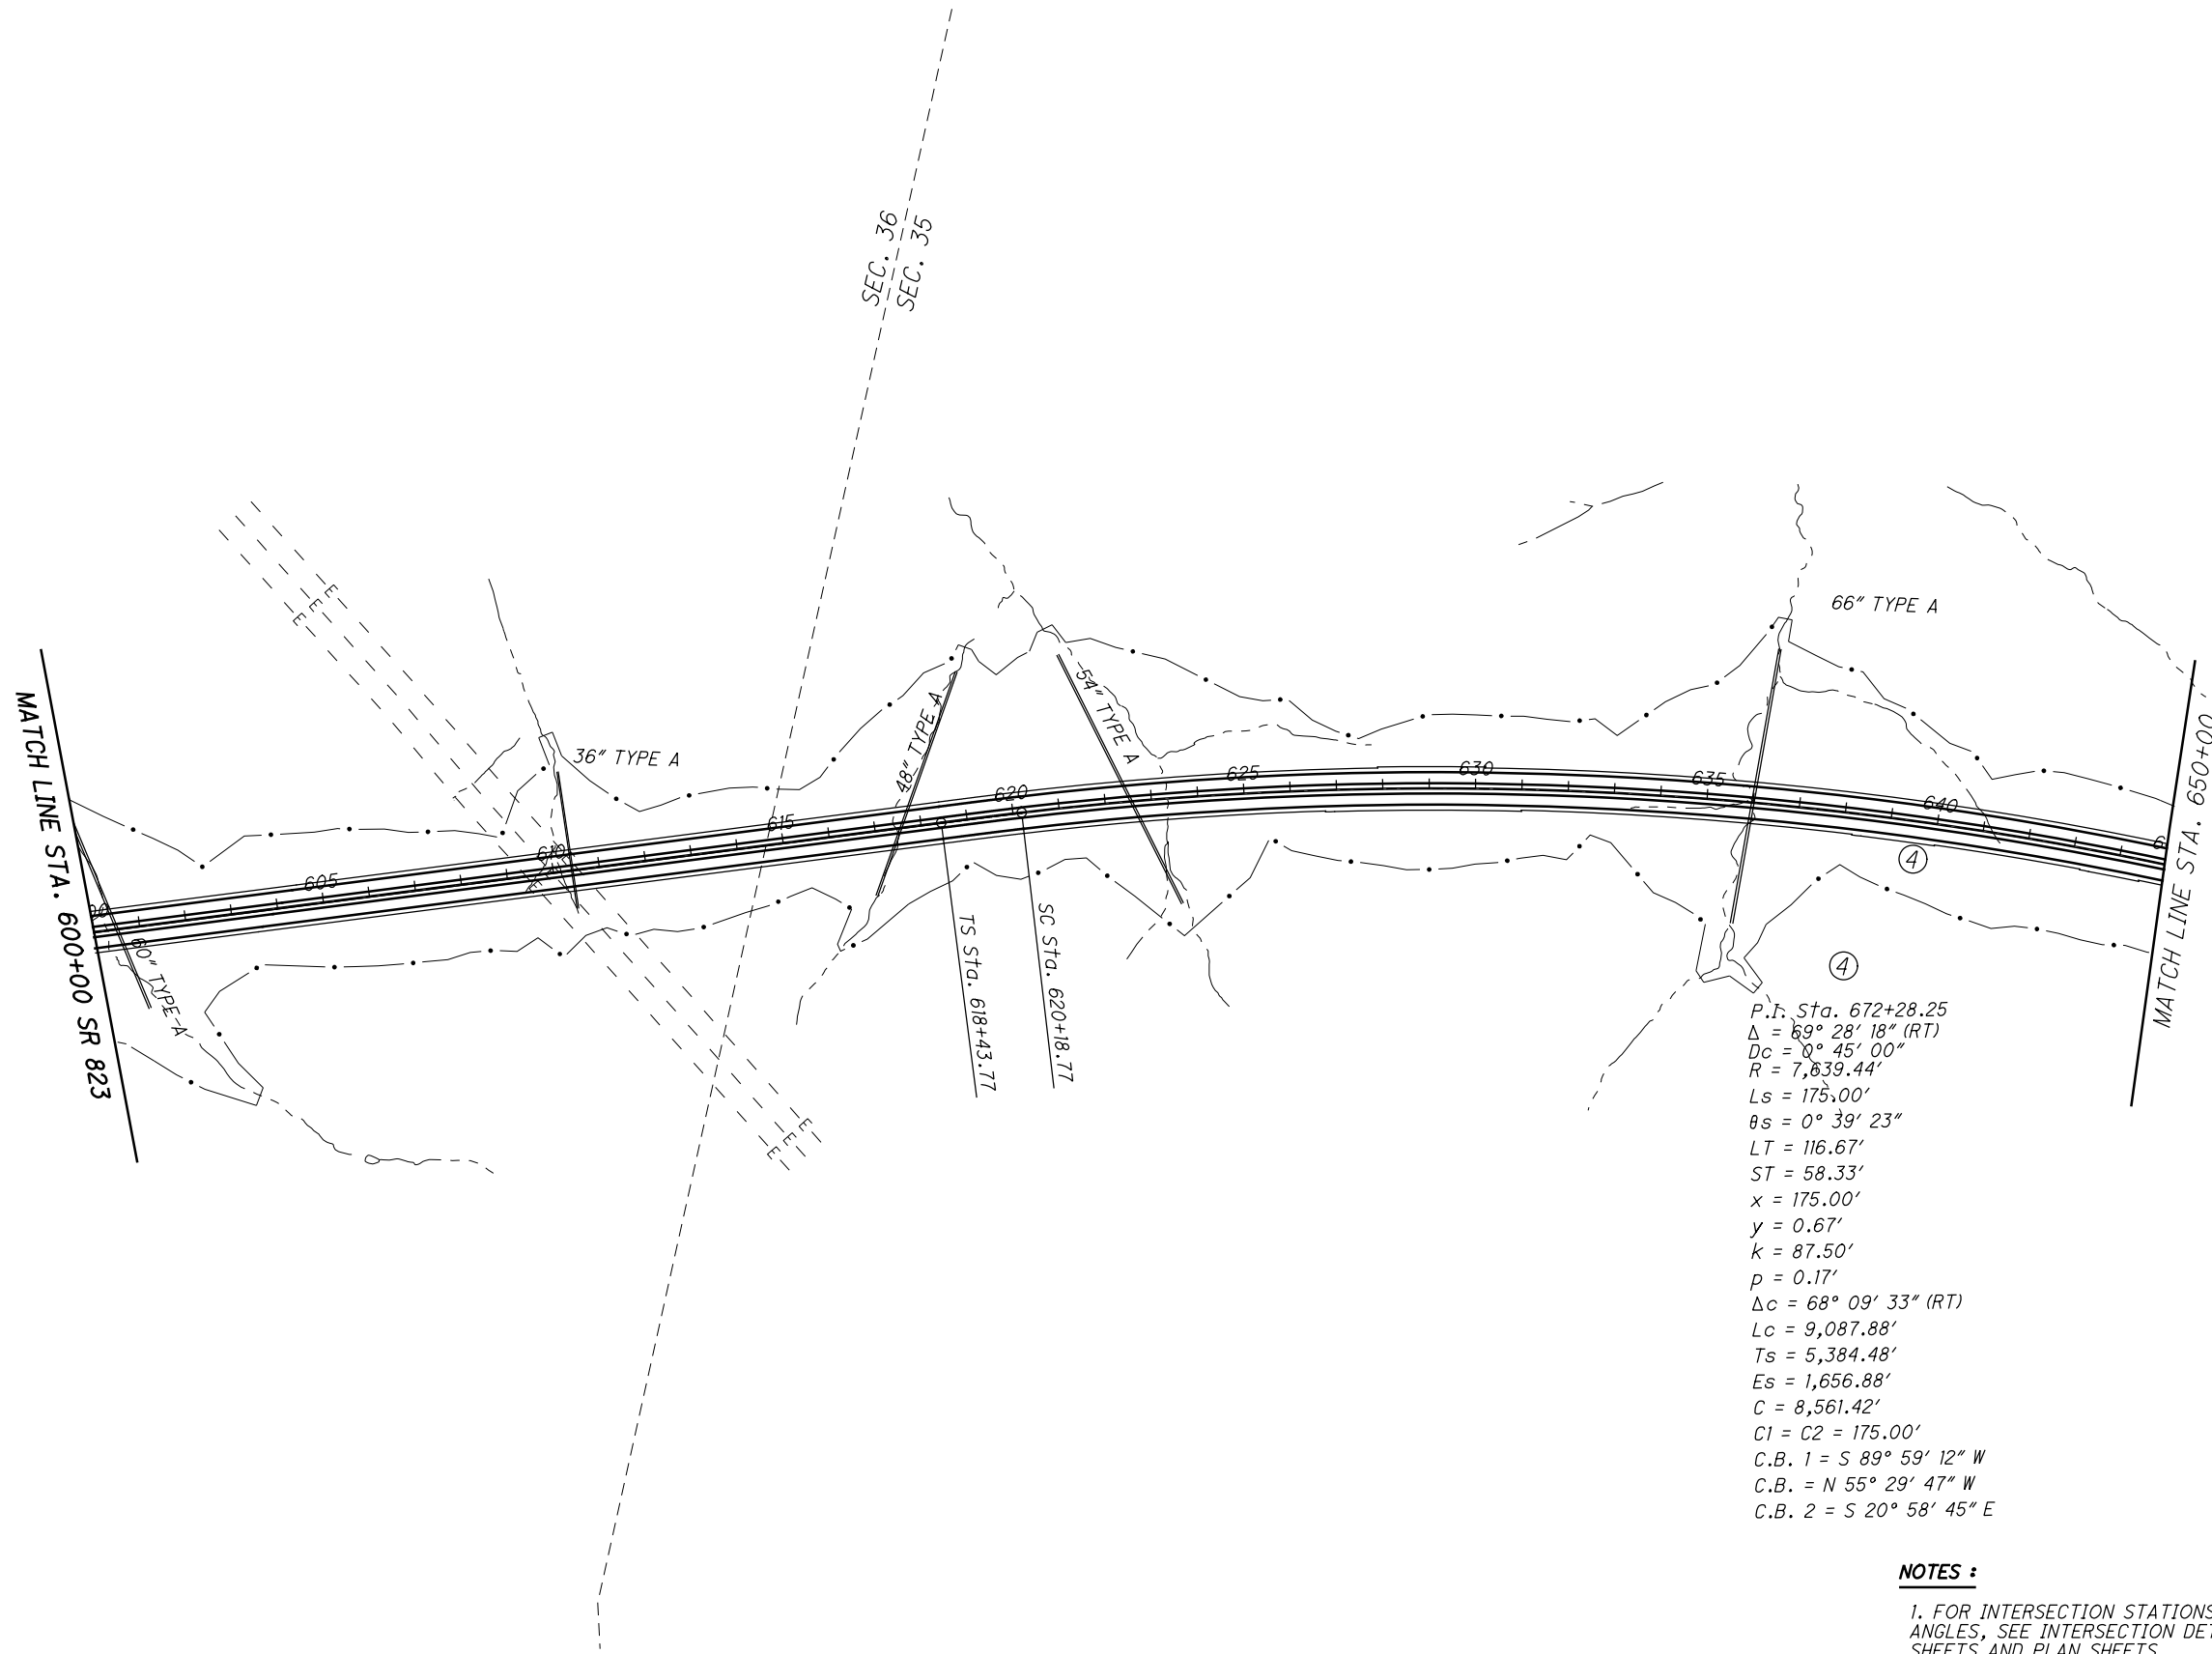 SEC. 36
SEC. 35
66" TYPE A
MATCH LINE STA. 600+00 SR 823
36" TYPE A
48" TYPE A
54" TYPE A
60" TYPE A
605
610
615
620
625
630
635
640
E
E
E
E
E
E
TS Sta. 618+43.77
SC Sta. 620+18.77
MATCH LINE STA. 650+00
4
4
P.I. Sta. 672+28.25
Δ = 69° 28' 18" (RT)
Dc = 0° 45' 00"
R = 7,639.44'
Ls = 175.00'
θs = 0° 39' 23"
LT = 116.67'
ST = 58.33'
x = 175.00'
y = 0.67'
k = 87.50'
p = 0.17'
Δc = 68° 09' 33" (RT)
Lc = 9,087.88'
Ts = 5,384.48'
Es = 1,656.88'
C = 8,561.42'
C1 = C2 = 175.00'
C.B. 1 = S 89° 59' 12" W
C.B. = N 55° 29' 47" W
C.B. 2 = S 20° 58' 45" E
NOTES :
1. FOR INTERSECTION STATIONS
ANGLES, SEE INTERSECTION DET
SHEETS AND PLAN SHEETS